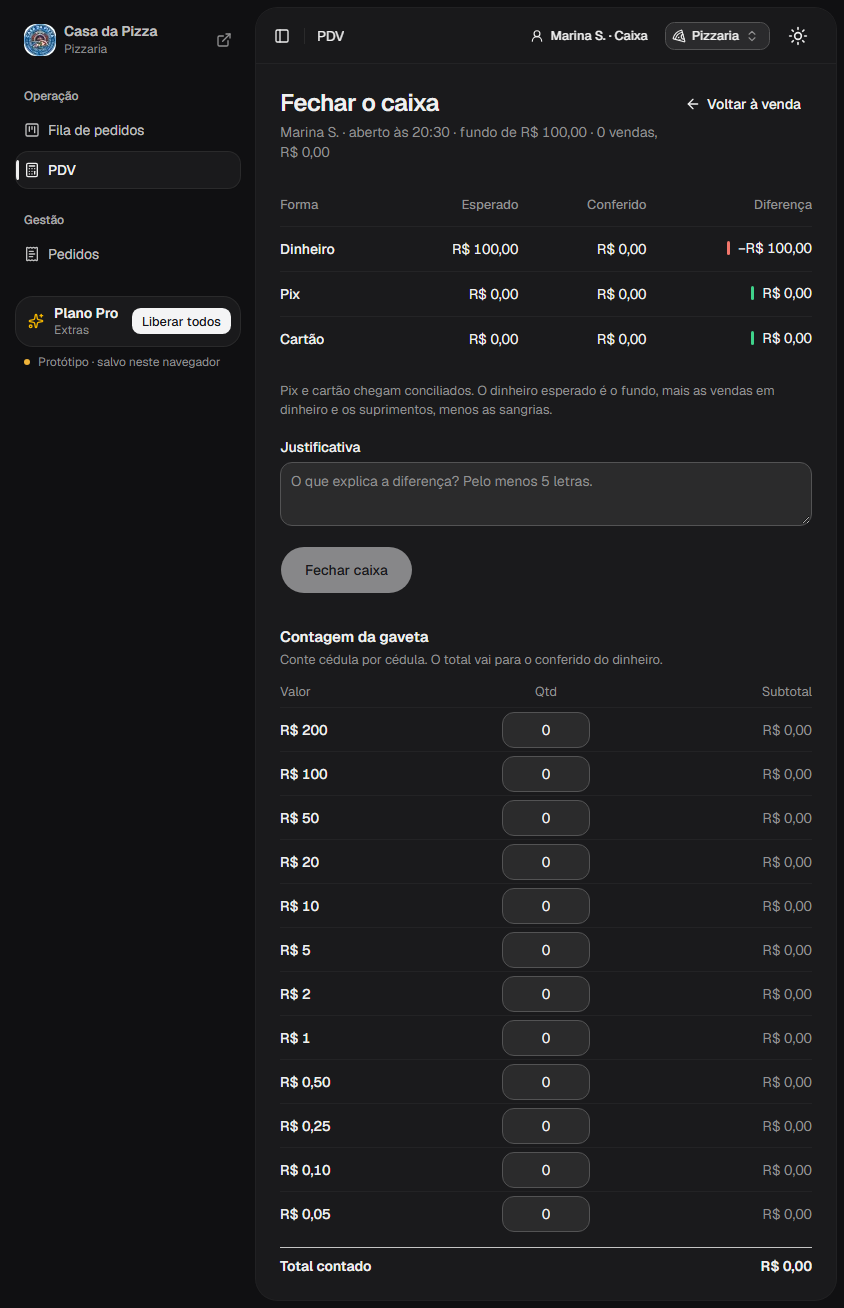 Casa da Pizza
Pizzaria
Operação
Fila de pedidos
PDV
Gestão
Pedidos
Plano Pro
Extras
Liberar todos
Protótipo · salvo neste navegador
PDV
Marina S. · Caixa
Pizzaria
Fechar o caixa
Voltar à venda
Marina S. · aberto às 20:30 · fundo de R$ 100,00 · 0 vendas,
R$ 0,00
Forma Esperado Conferido Diferença
Dinheiro R$ 100,00 R$ 0,00 −R$ 100,00
Pix R$ 0,00 R$ 0,00 R$ 0,00
Cartão R$ 0,00 R$ 0,00 R$ 0,00
Pix e cartão chegam conciliados. O dinheiro esperado é o fundo, mais as vendas em
dinheiro e os suprimentos, menos as sangrias.
Justificativa
O que explica a diferença? Pelo menos 5 letras.
Fechar caixa
Contagem da gaveta
Conte cédula por cédula. O total vai para o conferido do dinheiro.
Valor Qtd Subtotal
R$ 200 0 R$ 0,00
R$ 100 0 R$ 0,00
R$ 50 0 R$ 0,00
R$ 20 0 R$ 0,00
R$ 10 0 R$ 0,00
R$ 5 0 R$ 0,00
R$ 2 0 R$ 0,00
R$ 1 0 R$ 0,00
R$ 0,50 0 R$ 0,00
R$ 0,25 0 R$ 0,00
R$ 0,10 0 R$ 0,00
R$ 0,05 0 R$ 0,00
Total contado R$ 0,00